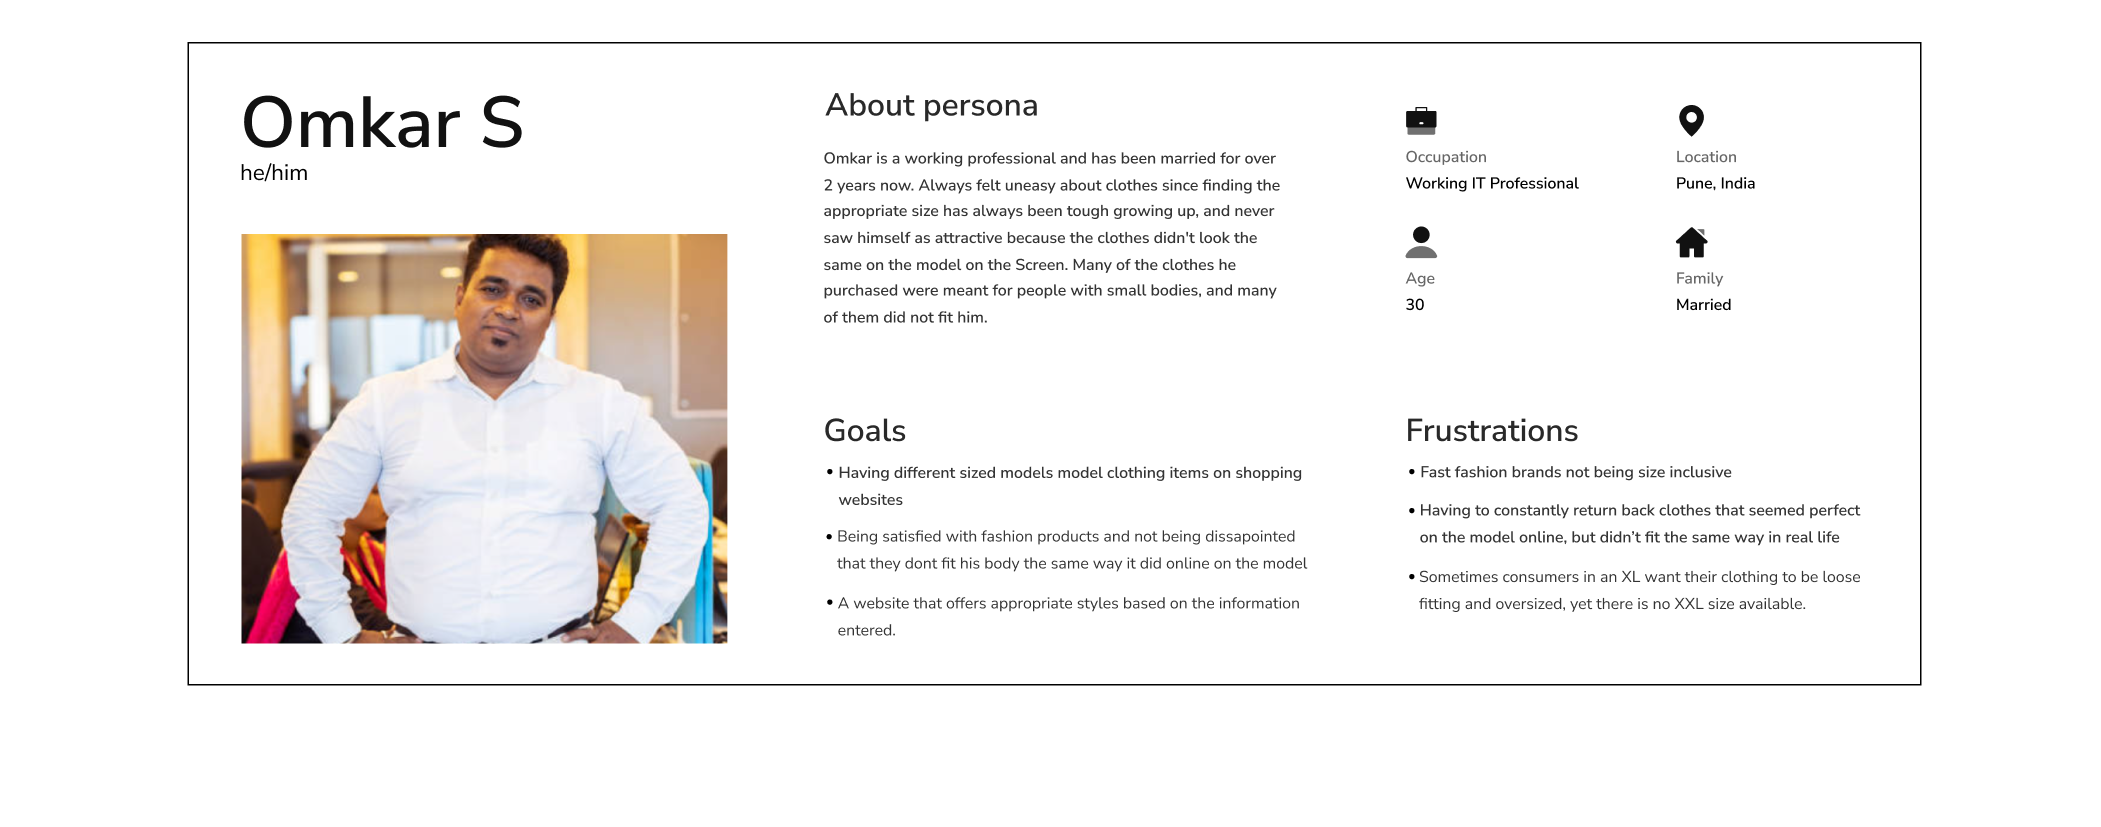 Omkar S
he/him
About persona
Omkar is a working professional and has been married for over
2 years now. Always felt uneasy about clothes since finding the
appropriate size has always been tough growing up, and never
saw himself as attractive because the clothes didn't look the
same on the model on the Screen. Many of the clothes he
purchased were meant for people with small bodies, and many
of them did not fit him.
Occupation
Working IT Professional
Location
Pune, India
Age
30
Family
Married
Goals
• Having different sized models model clothing items on shopping
websites
• Being satisfied with fashion products and not being dissapointed
that they dont fit his body the same way it did online on the model
• A website that offers appropriate styles based on the information
entered.
Frustrations
• Fast fashion brands not being size inclusive
• Having to constantly return back clothes that seemed perfect
on the model online, but didn’t fit the same way in real life
• Sometimes consumers in an XL want their clothing to be loose
fitting and oversized, yet there is no XXL size available.